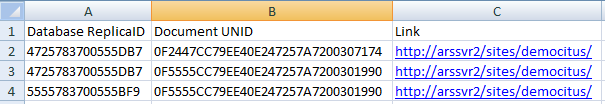 A B C
1 Database ReplicaID Document UNID Link
2 4725783700555DB7 0F2447CC79EE40E247257A7200307174 http://arssvr2/sites/democitus/
3 4725783700555DB7 0F5555CC79EE40E247257A7200301990 http://arssvr2/sites/democitus/
4 5555783700555BF9 0F5555CC79EE40E247257A7200301990 http://arssvr2/sites/democitus/